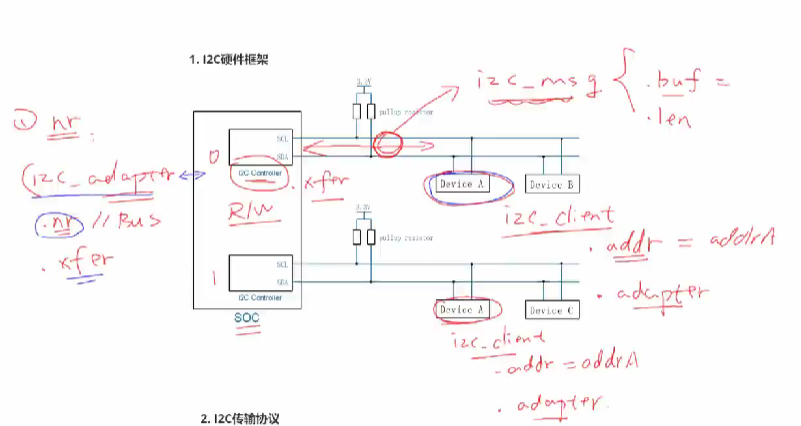 1. I2C硬件框架
3.3V
i2c_msg { .buf =
.len
① nr
pullup resistor
SCL
SDA
0
I2C Controller
.xfer
Device A
Device B
i2c_adapter
R/W
.nr // Bus
.xfer
i2c_client
.addr = addrA
.adapter
3.3V
pullup resistor
SCL
SDA
1
I2C Controller
Device A
Device C
SOC
i2c_client
.addr = addrA
.adapter
2. I2C传输协议